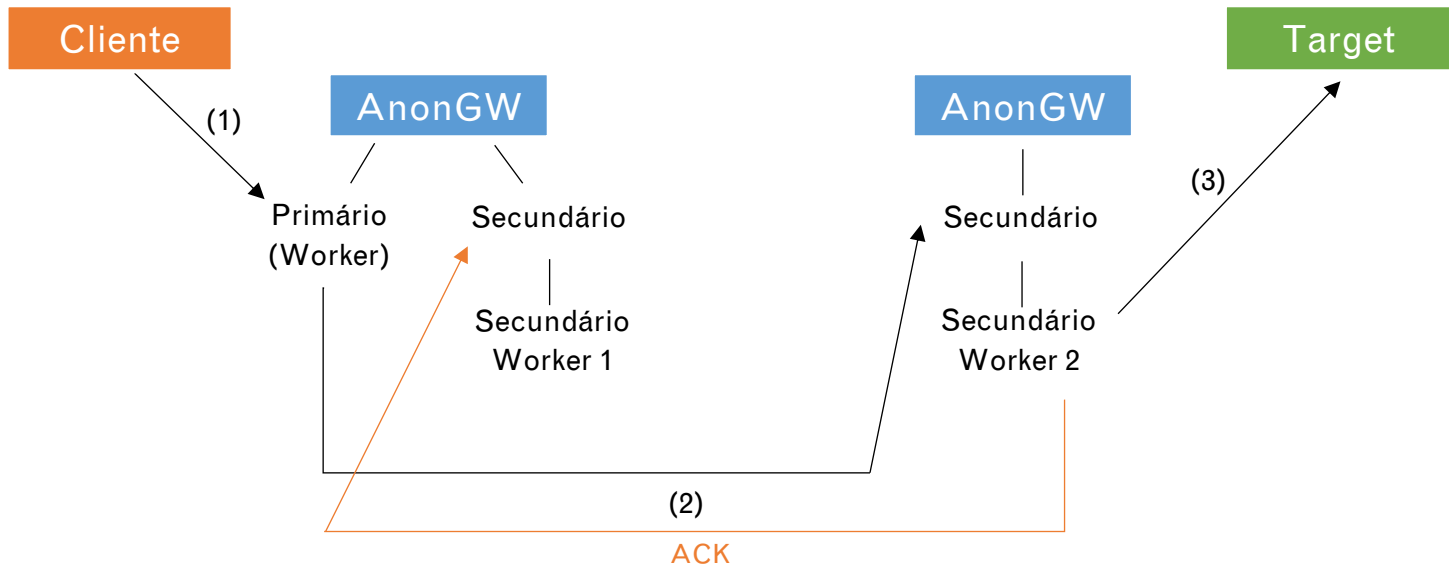 Cliente
Target
AnonGW
AnonGW
(1)
(3)
Primário
(Worker)
Secundário
Secundário
Secundário
Worker 1
Secundário
Worker 2
(2)
ACK